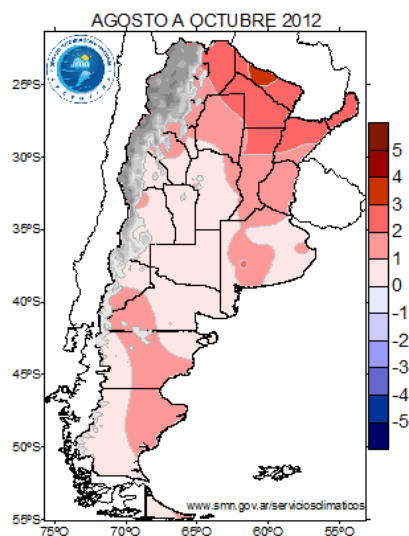 AGOSTO A OCTUBRE 2012
25ºS
30ºS
35ºS
40ºS
45ºS
50ºS
55ºS
75ºO
70ºO
65ºO
60ºO
55ºO
5
4
3
2
1
0
-1
-2
-3
-4
-5
www.smn.gov.ar/serviciosclimaticos